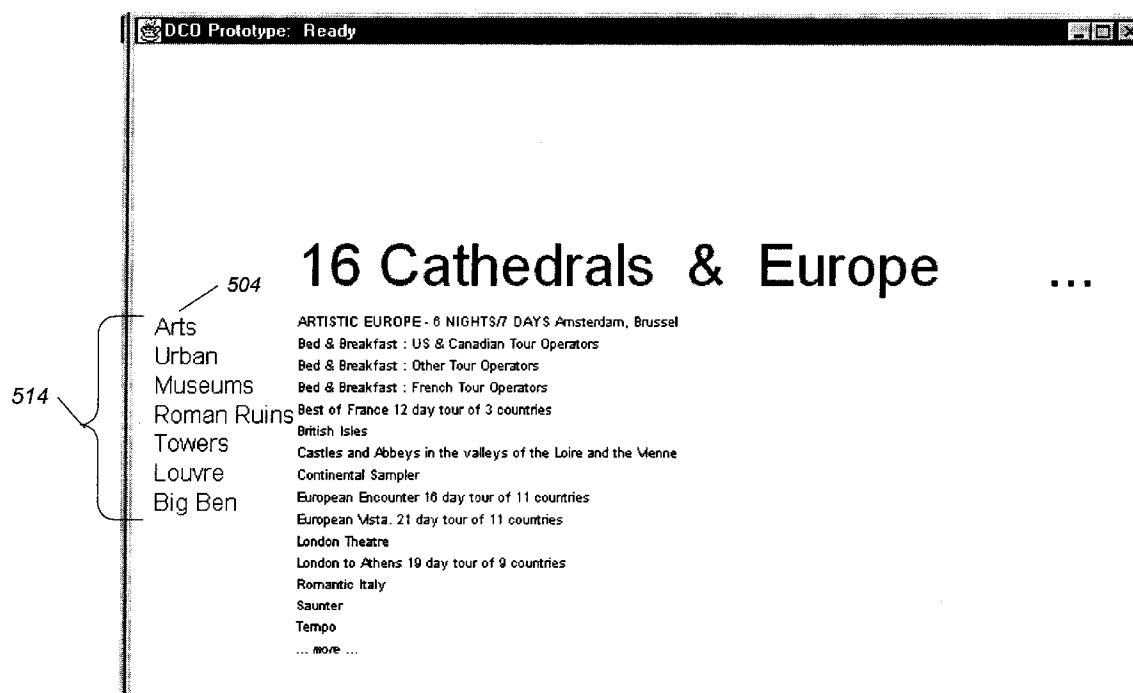 DCO Prototype: Ready
16 Cathedrals & Europe ...
504
514
Arts
Urban
Museums
Roman Ruins
Towers
Louvre
Big Ben
ARTISTIC EUROPE - 6 NIGHTS/7 DAYS Amsterdam, Brussel
Bed & Breakfast : US & Canadian Tour Operators
Bed & Breakfast : Other Tour Operators
Bed & Breakfast : French Tour Operators
Best of France 12 day tour of 3 countries
British Isles
Castles and Abbeys in the valleys of the Loire and the Vienne
Continental Sampler
European Encounter 16 day tour of 11 countries
European Vista. 21 day tour of 11 countries
London Theatre
London to Athens 19 day tour of 9 countries
Romantic Italy
Saunter
Tempo
... more ...